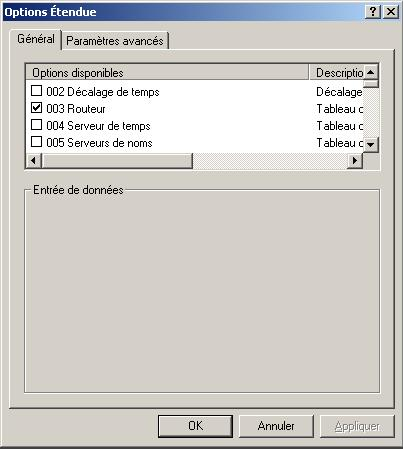 Options Étendue
Général Paramètres avancés
Options disponibles Descriptio
002 Décalage de temps Décalage
003 Routeur Tableau d
004 Serveur de temps Tableau d
005 Serveurs de noms Tableau d
Entrée de données
OK Annuler Appliquer